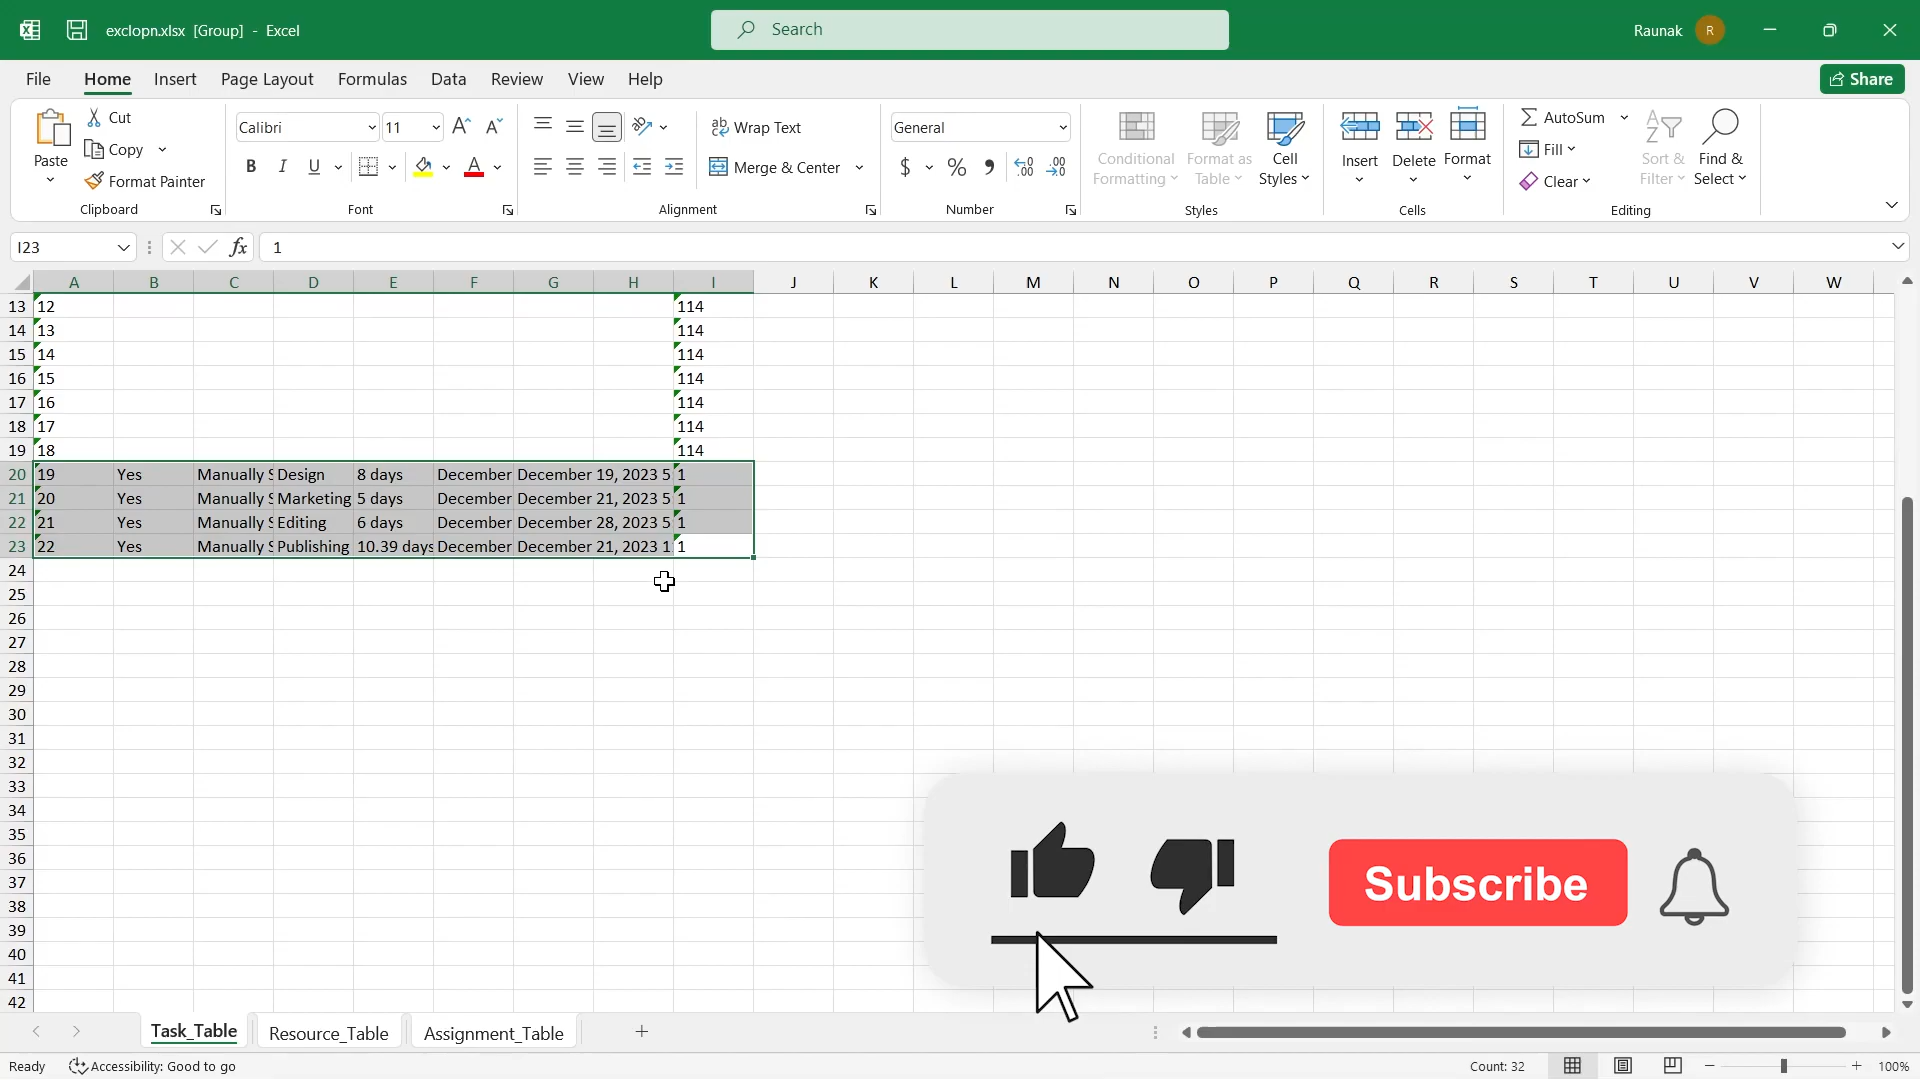 exclopn.xlsx [Group] - Excel
Search
Raunak R
File Home Insert Page Layout Formulas Data Review View Help
Share
Paste
Cut
Copy
Format Painter
Clipboard
Calibri 11
B I U A
Font
Wrap Text
Merge & Center
Alignment
General
$ % 9
Number
Conditional Formatting
Format as Table
Cell Styles
Styles
Insert Delete Format
Cells
AutoSum
Fill
Clear
Sort & Filter
Find & Select
Editing
I23 fx 1
A B C D E F G H I J K L M N O P Q R S T U V W
13 12 114
14 13 114
15 14 114
16 15 114
17 16 114
18 17 114
19 18 114
20 19 Yes Manually S Design 8 days December December 19, 2023 5 1
21 20 Yes Manually S Marketing 5 days December December 21, 2023 5 1
22 21 Yes Manually S Editing 6 days December December 28, 2023 5 1
23 22 Yes Manually S Publishing 10.39 days December December 21, 2023 1 1
24
25
26
27
28
29
30
31
32
33
34
35
36
37
38
39
40
41
42
Subscribe
Task_Table Resource_Table Assignment_Table
Ready Accessibility: Good to go Count: 32 100%